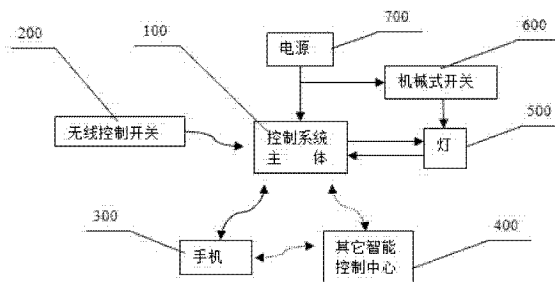 200
100
700
600
电源
机械式开关
无线控制开关
控制系统
主 体
灯
500
300
手机
其它智能
控制中心
400